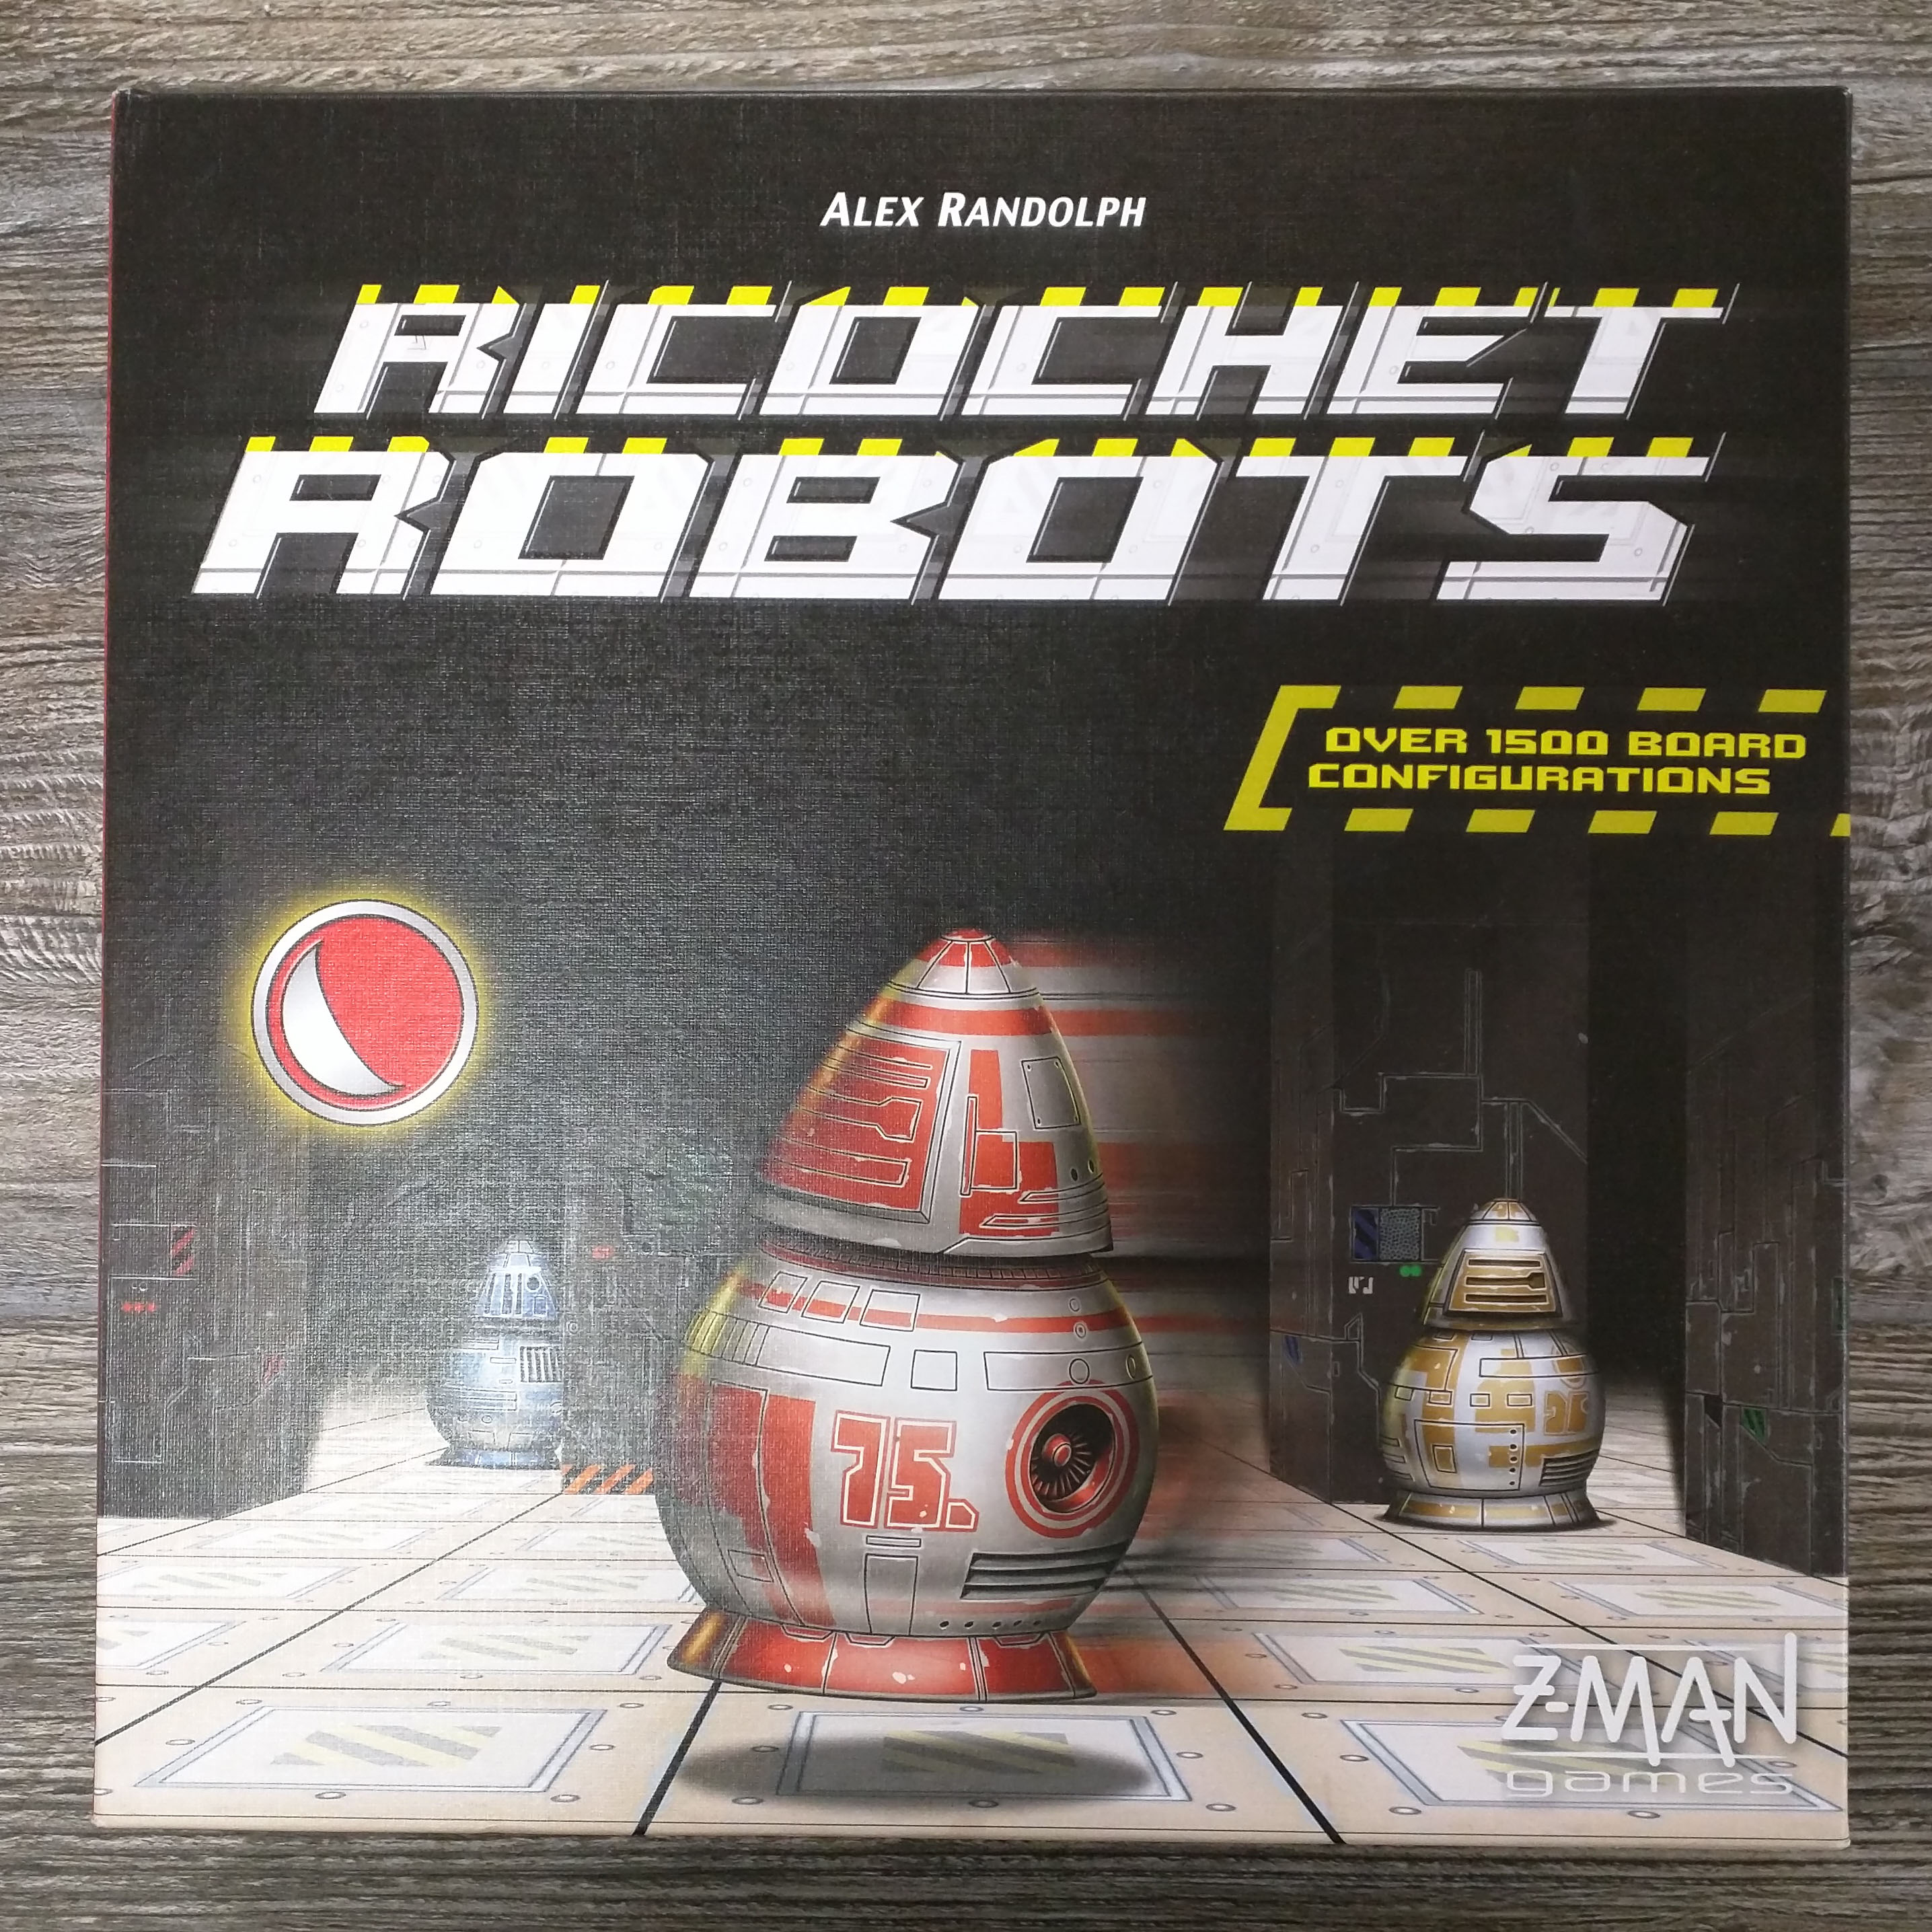 ALEX RANDOLPH
RICOCHET
ROBOTS
OVER 1500 BOARD
CONFIGURATIONS
75.
Z-MAN
games